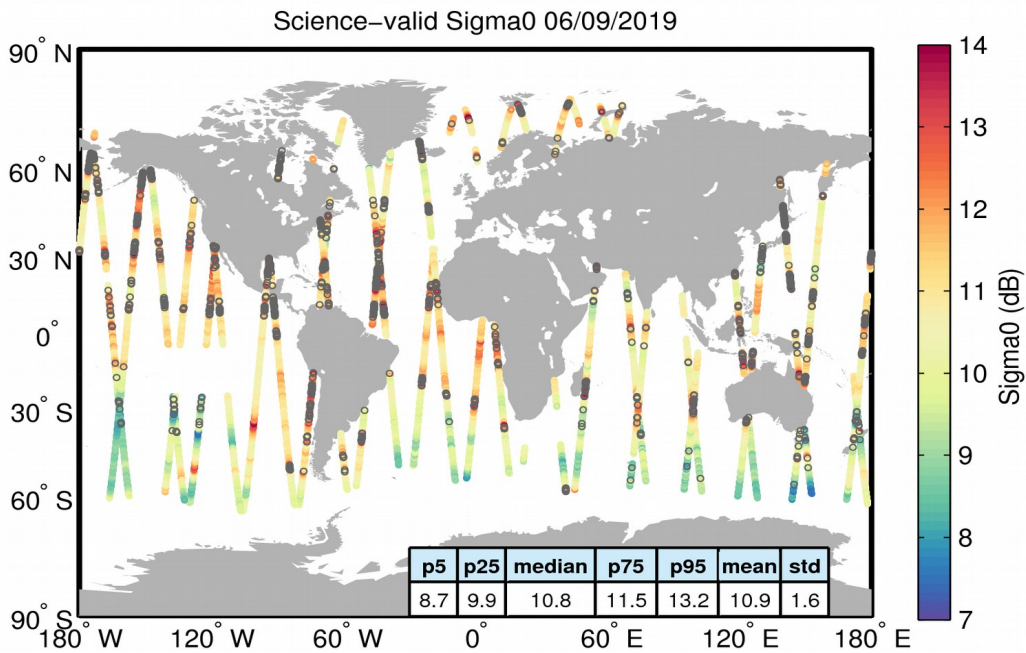 Science−valid Sigma0 06/09/2019
90° N
60° N
30° N
0°
30° S
60° S
90° S
180° W
120° W
60° W
0°
60° E
120° E
180° E
p5 p25 median p75 p95 mean std
8.7 9.9 10.8 11.5 13.2 10.9 1.6
14
13
12
11
10
9
8
7
Sigma0 (dB)